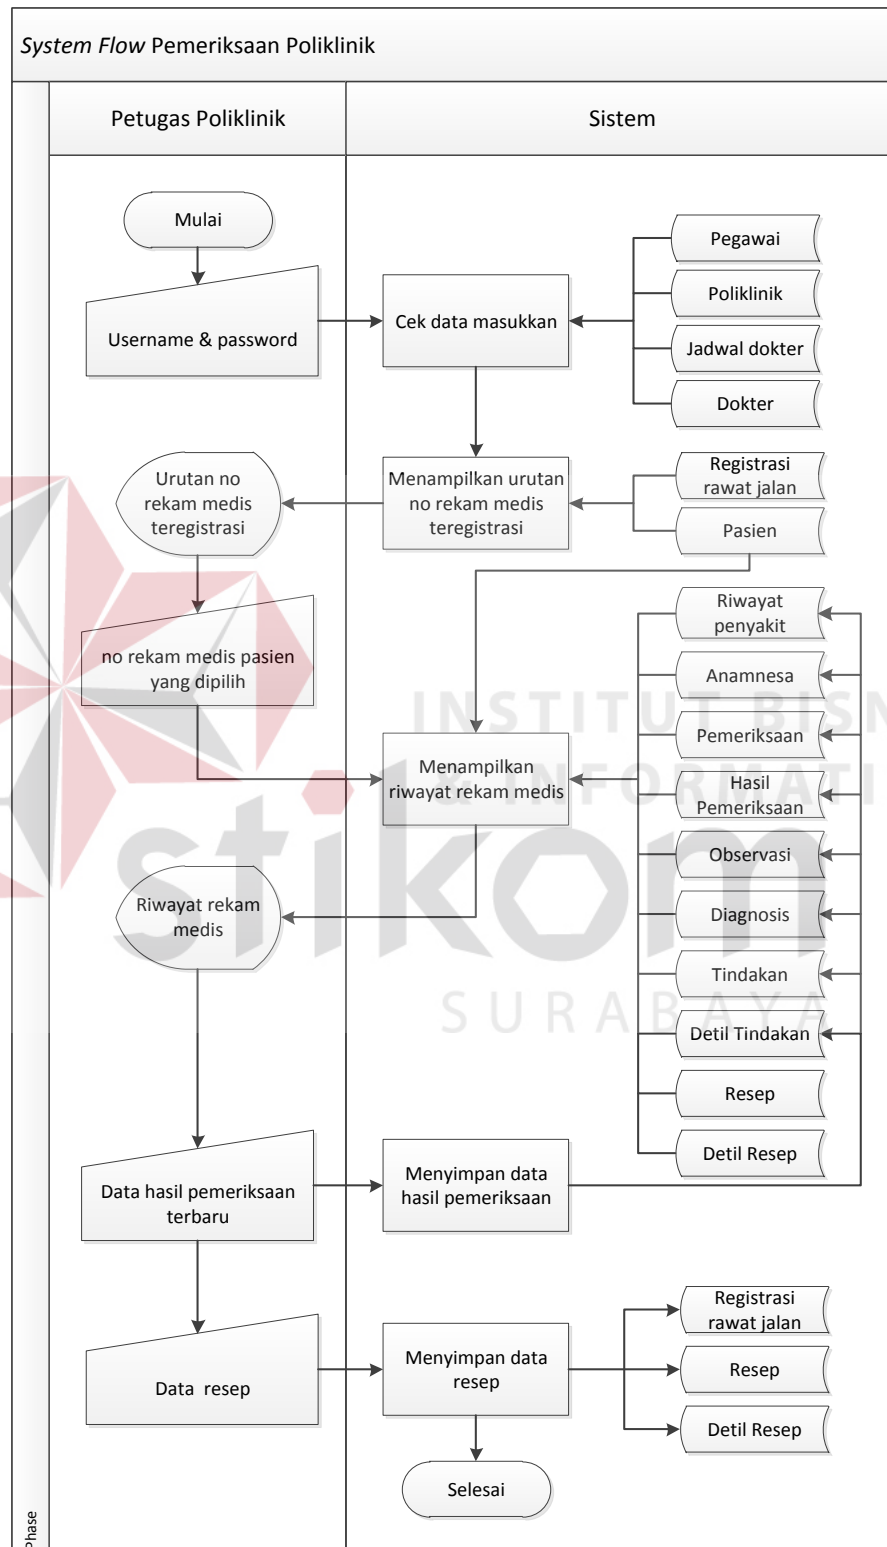 System Flow Pemeriksaan Poliklinik
Petugas Poliklinik
Sistem
Mulai
Pegawai
Poliklinik
Username & password
Cek data masukkan
Jadwal dokter
Dokter
Urutan no
rekam medis
teregistrasi
Menampilkan urutan
no rekam medis
teregistrasi
Registrasi
rawat jalan
Pasien
Riwayat
penyakit
no rekam medis pasien
yang dipilih
Anamnesa
INSTITUT BISN
Pemeriksaan
Menampilkan
riwayat rekam medis
& INFORMATI
Hasil
Pemeriksaan
stikom
Observasi
Riwayat rekam
medis
Diagnosis
Tindakan
SURABAYA
Detil Tindakan
Resep
Detil Resep
Data hasil pemeriksaan
terbaru
Menyimpan data
hasil pemeriksaan
Registrasi
rawat jalan
Data resep
Menyimpan data
resep
Resep
Detil Resep
Selesai
Phase